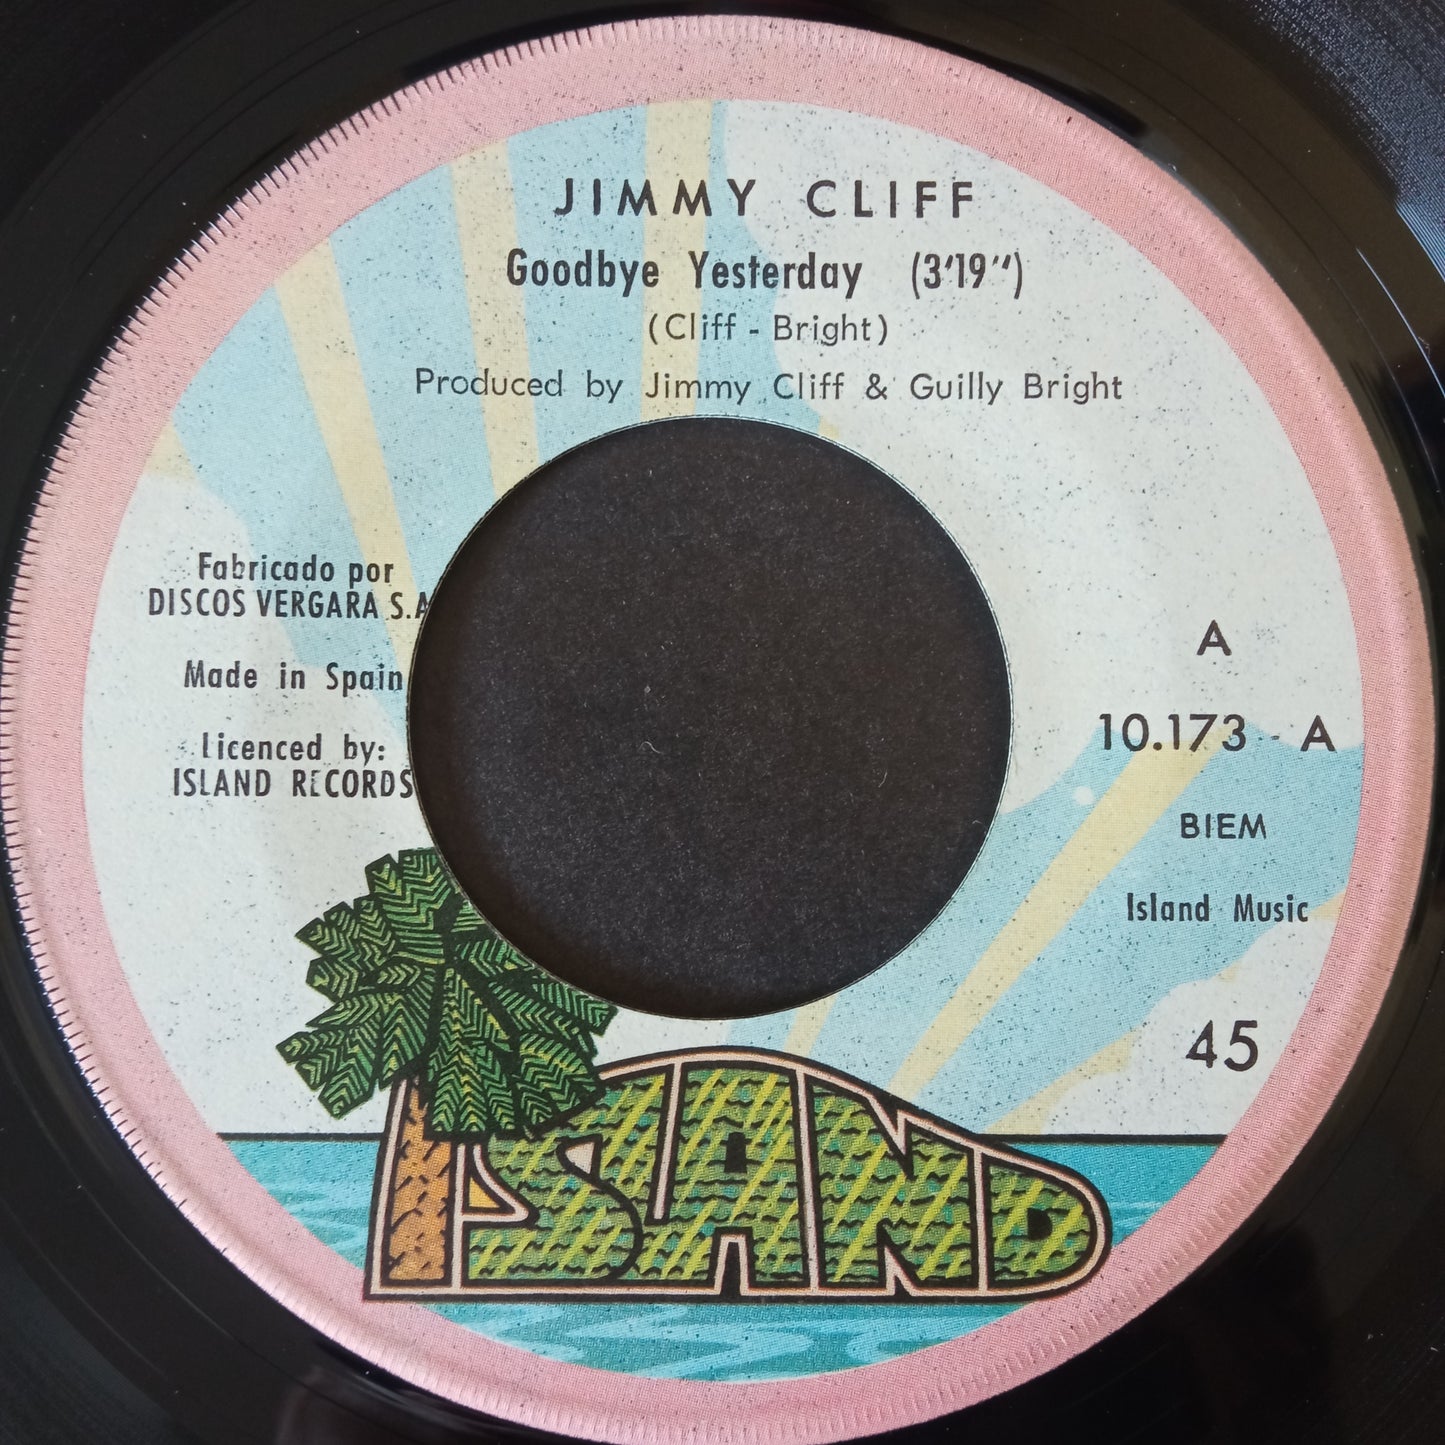 JIMMY CLIFF
Goodbye Yesterday (3'19")
(Cliff - Bright)
Produced by Jimmy Cliff & Guilly Bright
Fabricado por
DISCOS VERGARA S.A
Made in Spain
Licenced by:
ISLAND RECORDS
A
10.173 - A
BIEM
Island Music
45
ISLAND